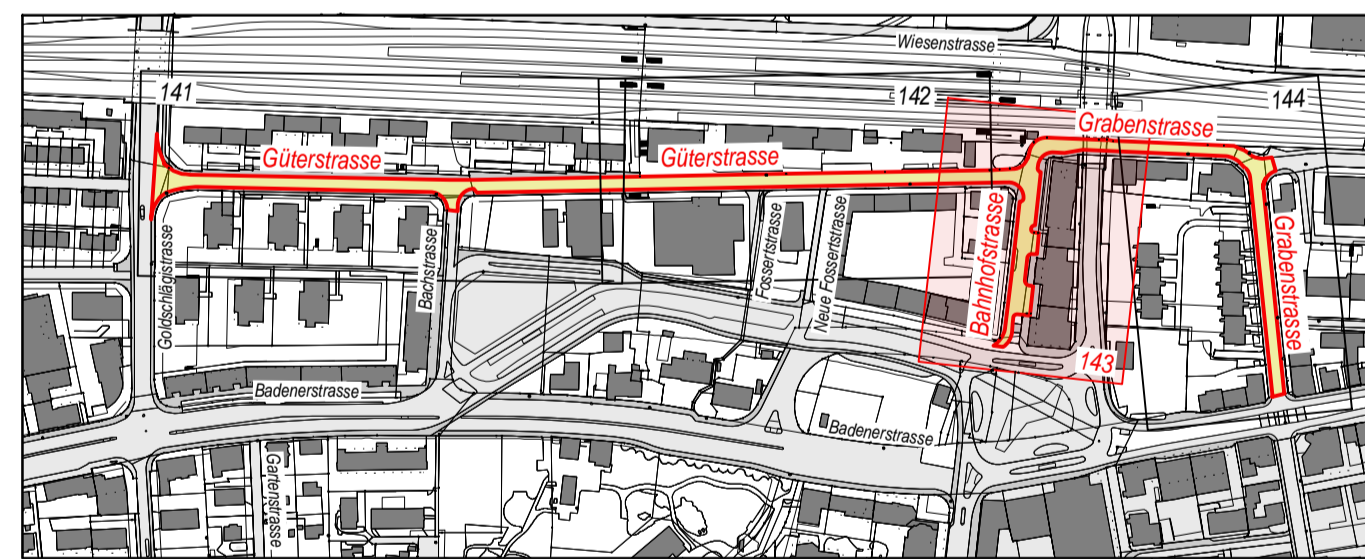 Wiesenstrasse
141
142
144
Grabenstrasse
Güterstrasse
Güterstrasse
Goldschlägistrasse
Bachstrasse
Fossertstrasse
Neue Fossertstrasse
Bahnhofstrasse
Grabenstrasse
143
Badenerstrasse
Badenerstrasse
Gartenstrasse